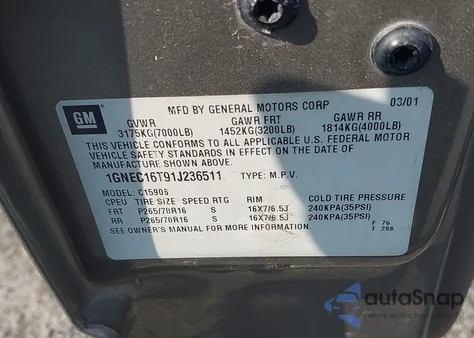 GM
MFD BY GENERAL MOTORS CORP 03/01
GVWR GAWR FRT GAWR RR
3175KG(7000LB) 1452KG(3200LB) 1814KG(4000LB)
THIS VEHICLE CONFORMS TO ALL APPLICABLE U.S. FEDERAL MOTOR
VEHICLE SAFETY STANDARDS IN EFFECT ON THE DATE OF
MANUFACTURE SHOWN ABOVE.
1GNEC16T91J236511 TYPE: M.P.V.
MODEL: C15906
CPEU TIRE SIZE SPEED RTG RIM COLD TIRE PRESSURE
FRT P265/70R16 S 16X7/6.5J 240KPA(35PSI)
RR P265/70R16 S 16X7/6.5J 240KPA(35PSI)
SEE OWNER'S MANUAL FOR MORE INFORMATION.
F 76
T 286
autoSnap